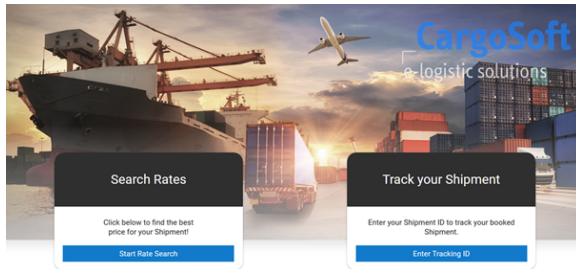 CargoSoft
e-logistic solutions
Search Rates
Click below to find the best
price for your Shipment!
Start Rate Search
Track your Shipment
Enter your Shipment ID to track your booked
Shipment.
Enter Tracking ID